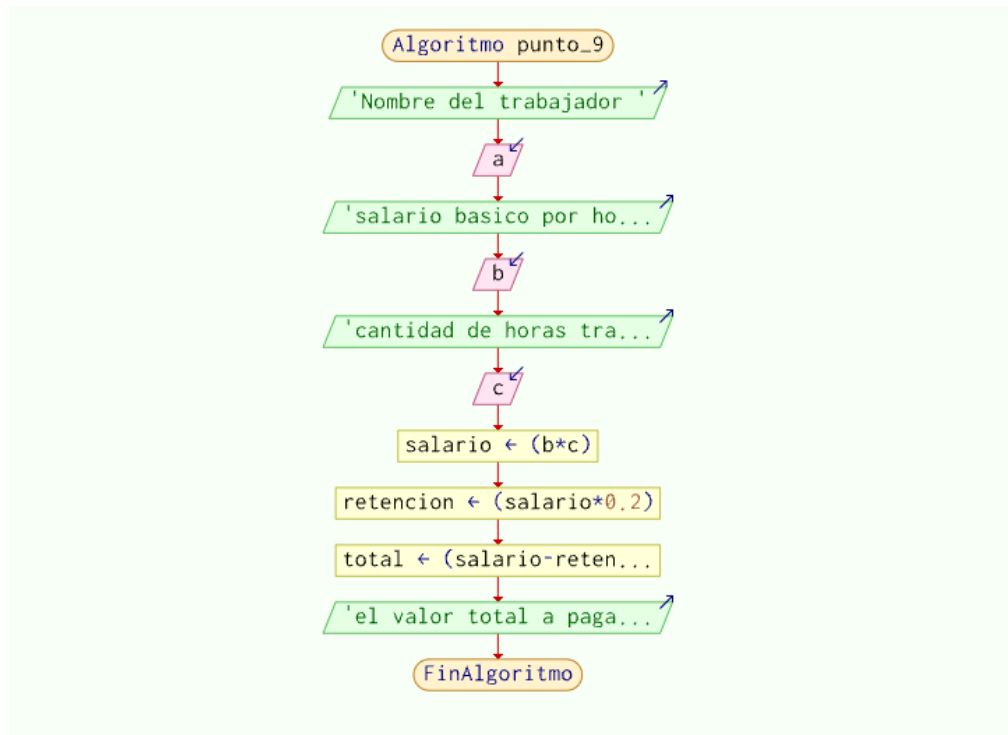 Algoritmo punto_9
'Nombre del trabajador '
a
'salario basico por ho...
b
'cantidad de horas tra...
c
salario ← (b*c)
retencion ← (salario*0.2)
total ← (salario-reten...
'el valor total a paga...
FinAlgoritmo